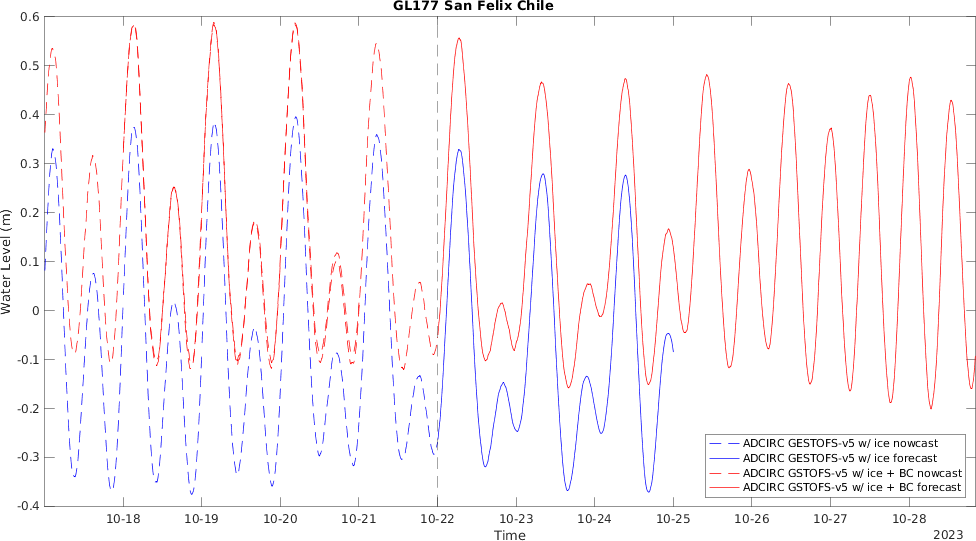 GL177 San Felix Chile
0.6
0.5
0.4
0.3
0.2
0.1
0
-0.1
-0.2
-0.3
-0.4
Water Level (m)
10-18 10-19 10-20 10-21 10-22 10-23 10-24 10-25 10-26 10-27 10-28
Time
2023
ADCIRC GESTOFS-v5 w/ ice nowcast
ADCIRC GESTOFS-v5 w/ ice forecast
ADCIRC GSTOFS-v5 w/ ice + BC nowcast
ADCIRC GSTOFS-v5 w/ ice + BC forecast